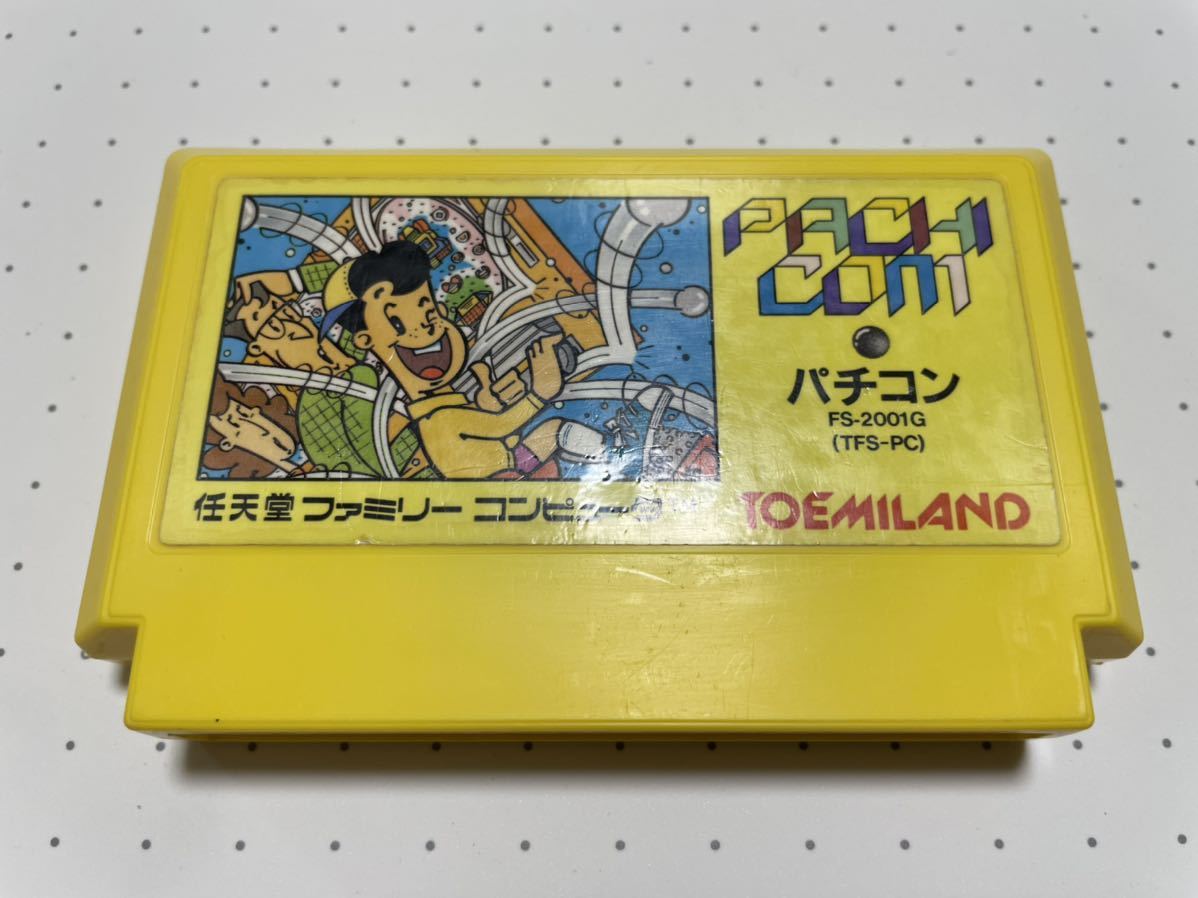 PACHI
COM
パチコン
FS-2001G
(TFS-PC)
任天堂 ファミリー コンピュータ TM
TOEMILAND